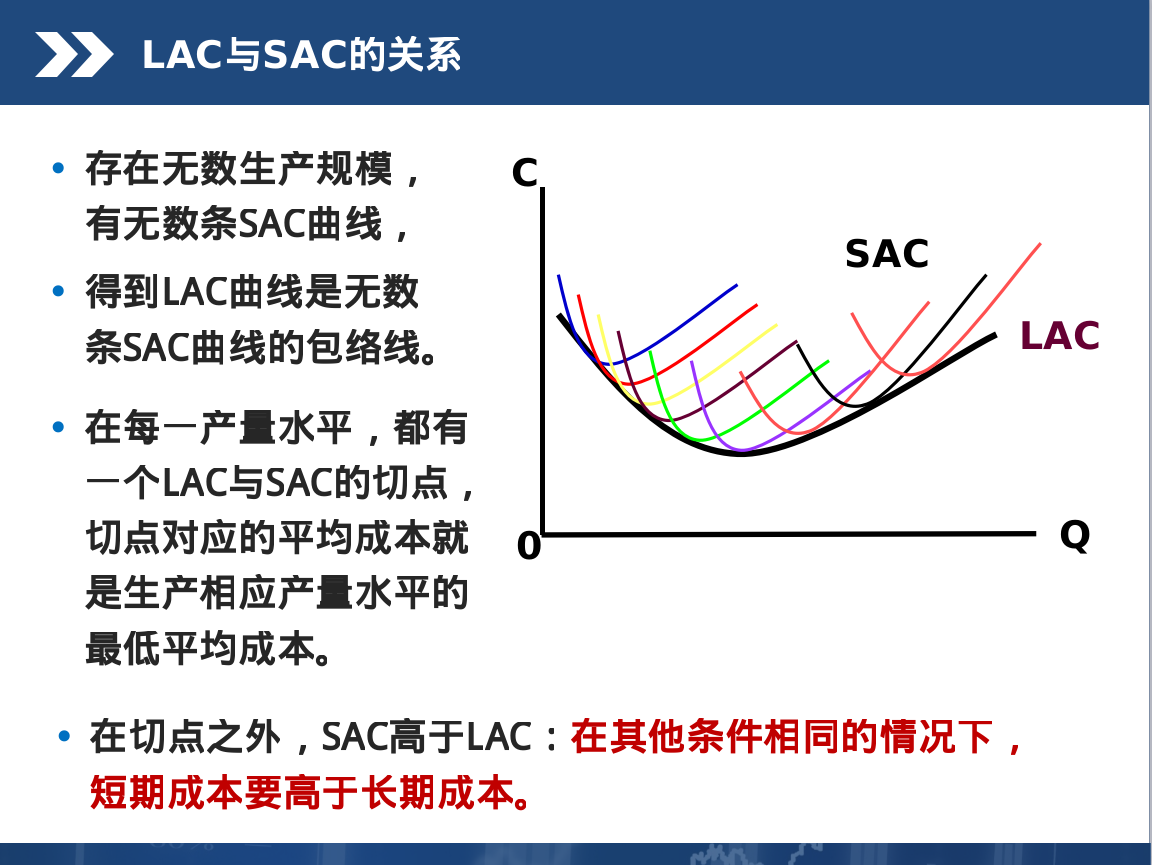 LAC与SAC的关系
存在无数生产规模，
有无数条SAC曲线，
得到LAC曲线是无数
条SAC曲线的包络线。
在每一产量水平，都有
一个LAC与SAC的切点，
切点对应的平均成本就
是生产相应产量水平的
最低平均成本。
C
SAC
LAC
0
Q
在切点之外，SAC高于LAC：在其他条件相同的情况下，
短期成本要高于长期成本。